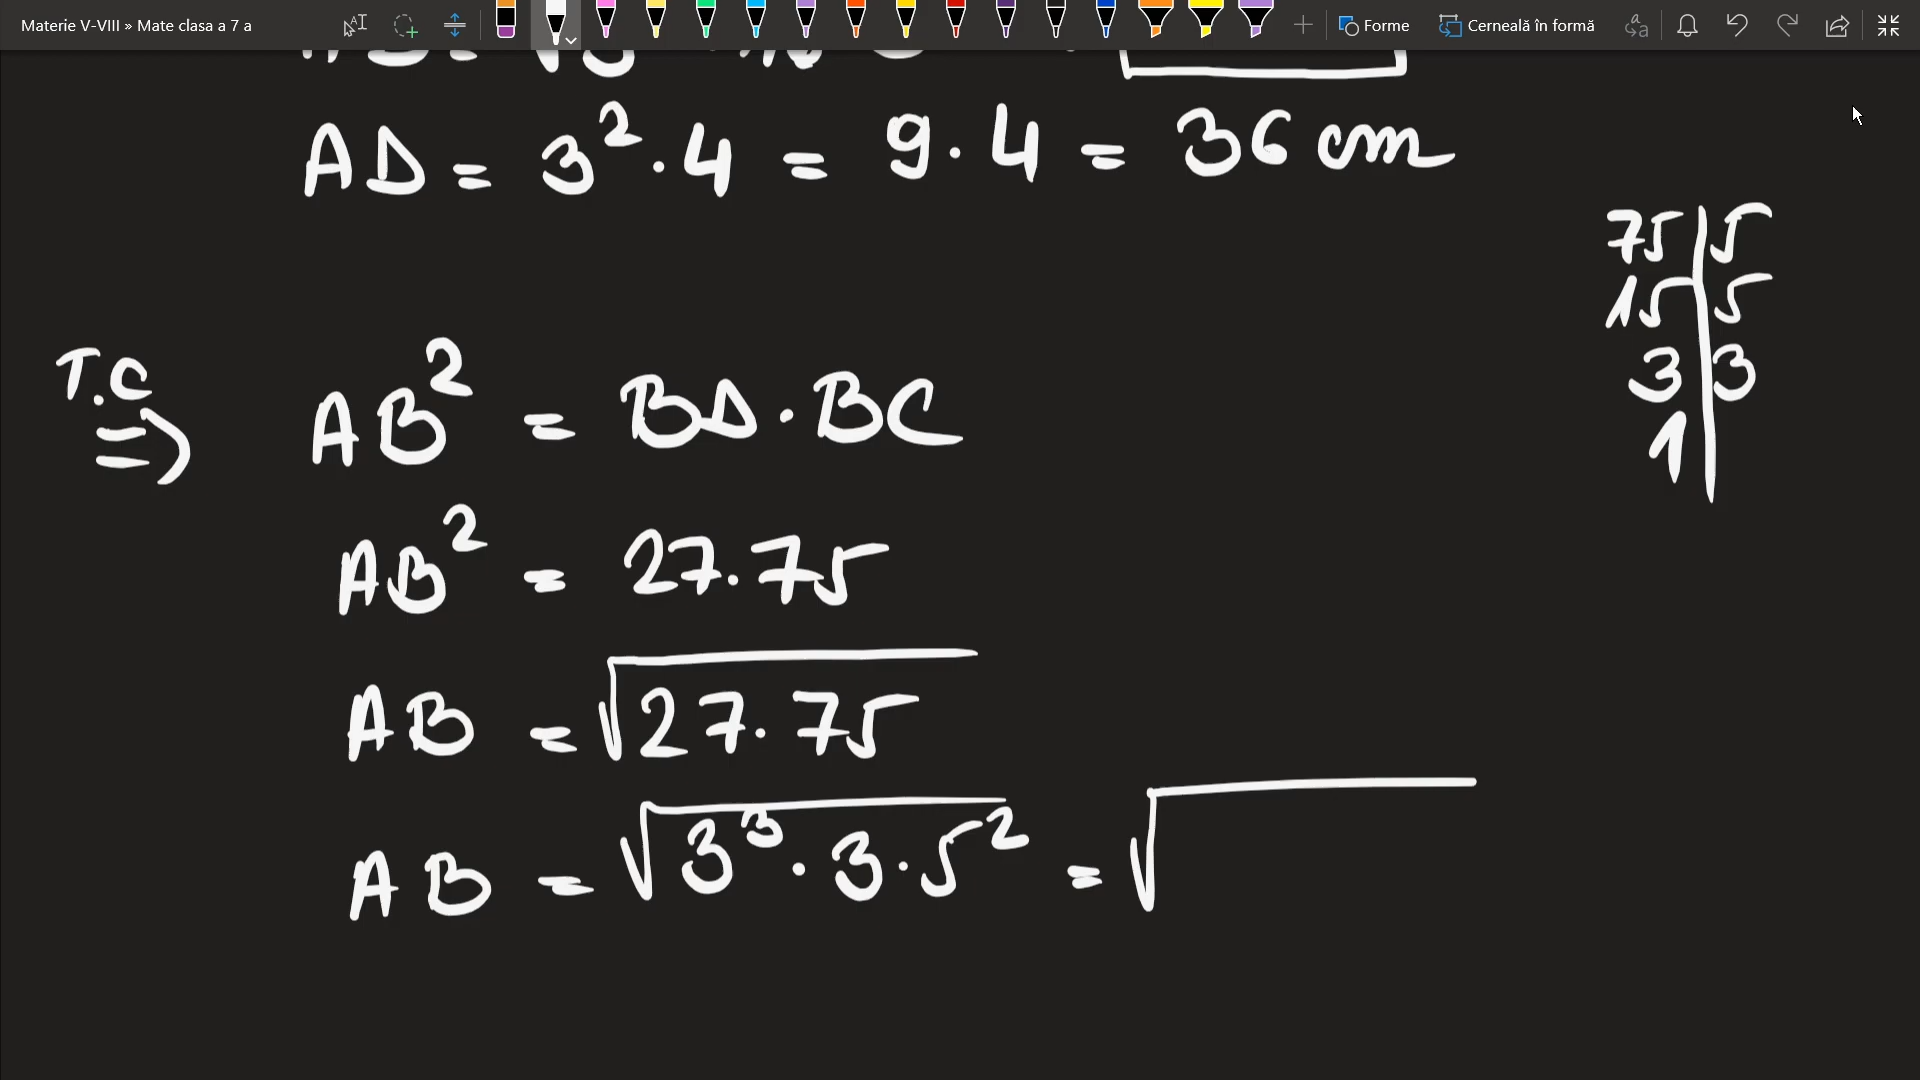 Materie V-VIII » Mate clasa a 7 a
Forme
Cerneală în formă
AD = 3² · 4 = 9 · 4 = 36 cm
75 | 5
15 | 5
3 | 3
1 |
T.C
=> AB² = BD · BC
AB² = 27 · 75
AB = √27 · 75
AB = √3³ · 3 · 5² = √